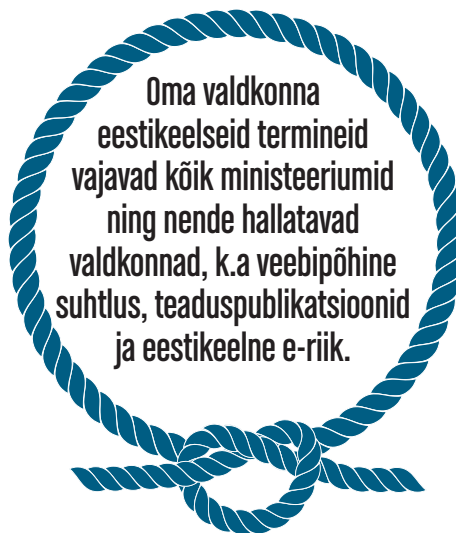 Oma valdkonna
eestikeelseid termineid
vajavad kõik ministeeriumid
ning nende hallatavad
valdkonnad, k.a veebipõhine
suhtlus, teaduspublikatsioonid
ja eestikeelne e-riik.